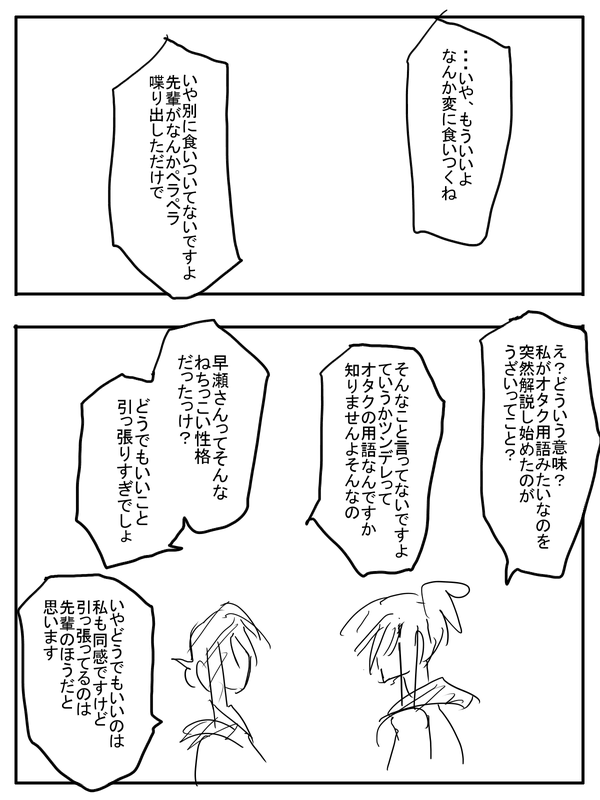 ・・・いや、もういいよ
なんか変に食いつくね
いや別に食いついてないですよ
先輩がなんかペラペラ
喋り出しただけで
え？どういう意味？
私がオタク用語みたいなのを
突然解説し始めたのが
うざいってこと？
そんなこと言ってないですよ
ていうかツンデレって
オタクの用語なんですか
知りませんよそんなの
早瀬さんってそんな
ねちっこい性格
だったっけ？
どうでもいいこと
引っ張りすぎでしょ
いやどうでもいいのは
私も同感ですけど
引っ張ってるのは
先輩のほうだと
思います